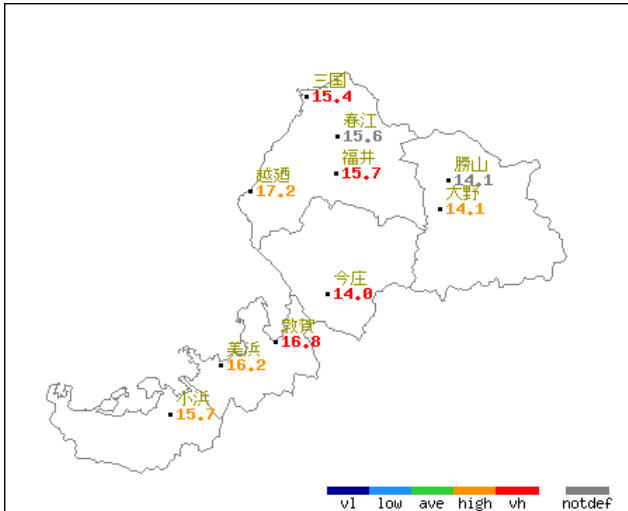 三国
15.4
春江
15.6
福井
15.7
勝山
14.1
越廼
17.2
大野
14.1
今庄
14.0
敦賀
16.8
美浜
16.2
小浜
15.7
vl low ave high vh notdef